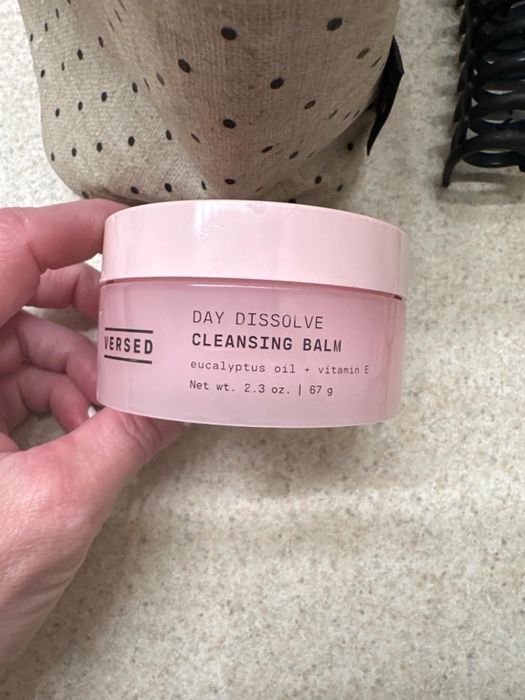 VERSED
DAY DISSOLVE
CLEANSING BALM
eucalyptus oil + vitamin E
Net wt. 2.3 oz. | 67 g